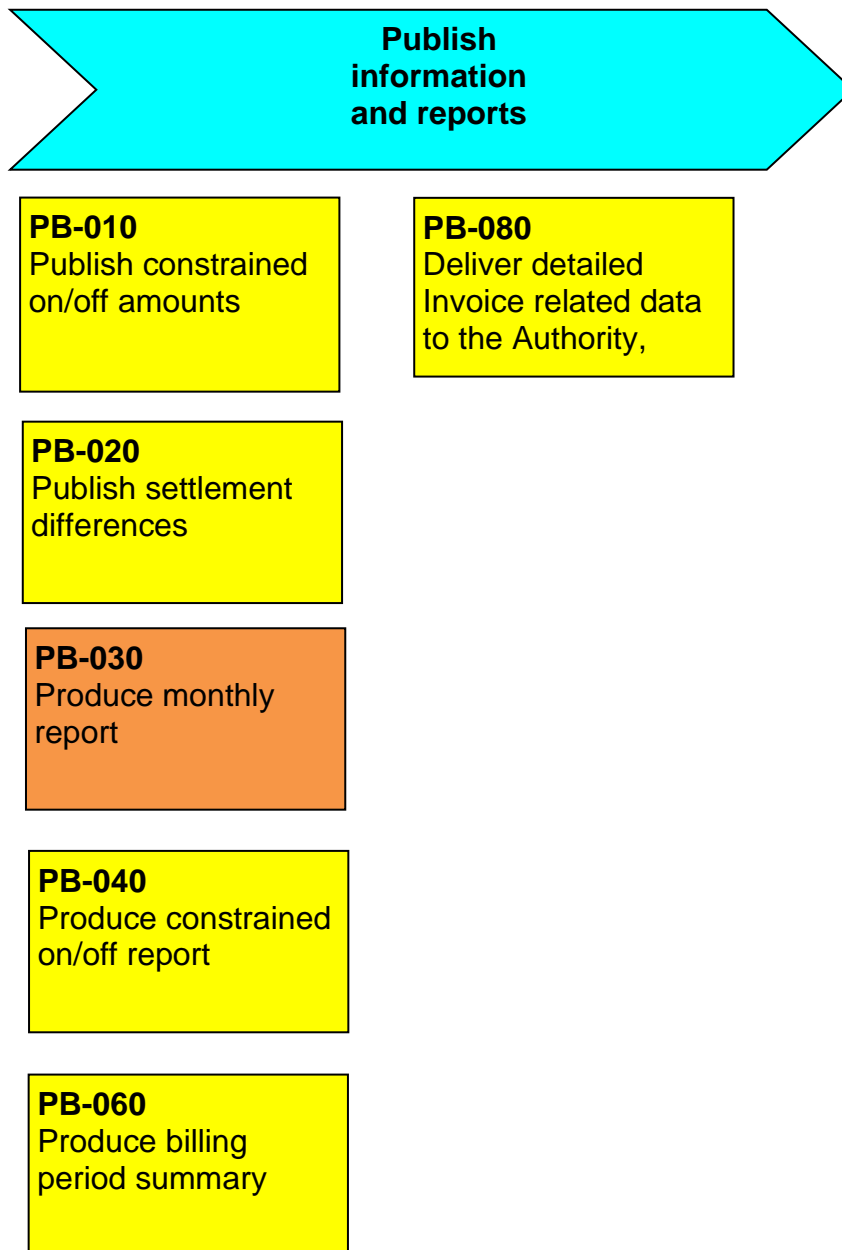 Publish
information
and reports
PB-010
Publish constrained
on/off amounts
PB-080
Deliver detailed
Invoice related data
to the Authority,
PB-020
Publish settlement
differences
PB-030
Produce monthly
report
PB-040
Produce constrained
on/off report
PB-060
Produce billing
period summary